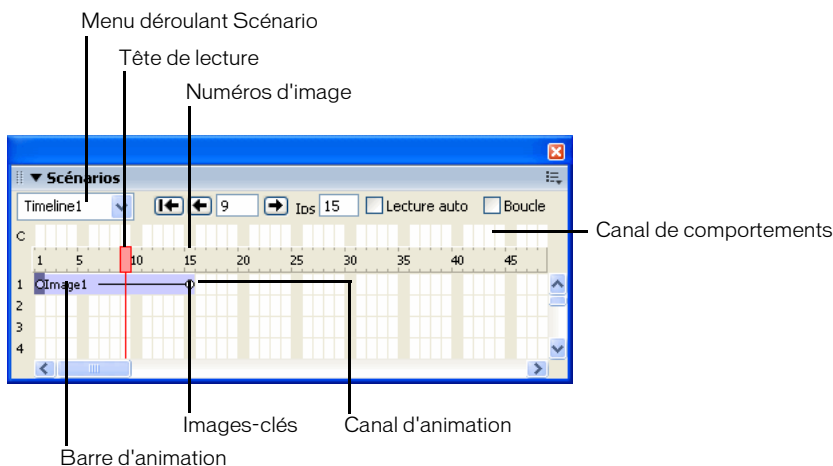 Menu déroulant Scénario
Tête de lecture
Numéros d'image
Scénarios
Timeline1 9 IDS 15 Lecture auto Boucle
Canal de comportements
C
1 5 10 15 20 25 30 35 40 45
1 Image1
2
3
4
Images-clés Canal d'animation
Barre d'animation